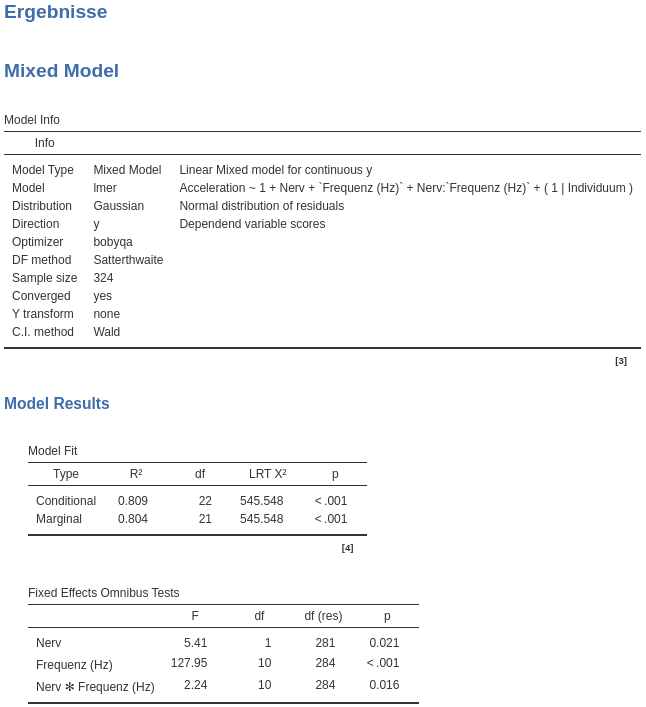 Ergebnisse
Mixed Model
Model Info
Info
Model Type Mixed Model Linear Mixed model for continuous y
Model lmer Acceleration ~ 1 + Nerv + `Frequenz (Hz)` + Nerv:`Frequenz (Hz)` + ( 1 | Individuum )
Distribution Gaussian Normal distribution of residuals
Direction y Dependend variable scores
Optimizer bobyqa
DF method Satterthwaite
Sample size 324
Converged yes
Y transform none
C.I. method Wald
[3]
Model Results
Model Fit
Type R² df LRT X² p
Conditional 0.809 22 545.548 < .001
Marginal 0.804 21 545.548 < .001
[4]
Fixed Effects Omnibus Tests
F df df (res) p
Nerv 5.41 1 281 0.021
Frequenz (Hz) 127.95 10 284 < .001
Nerv ✻ Frequenz (Hz) 2.24 10 284 0.016